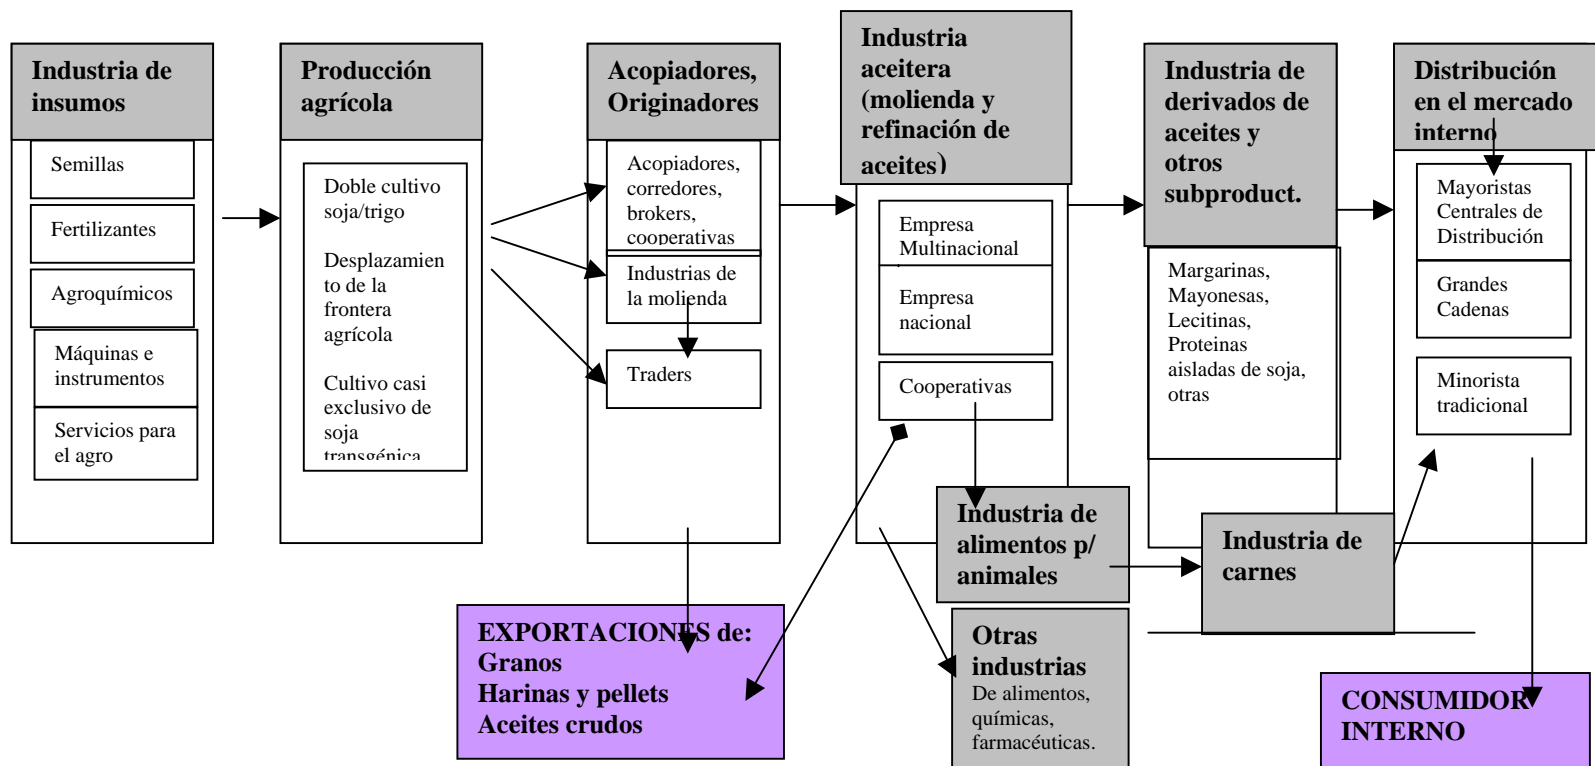 Industria de
insumos
Semillas
Fertilizantes
Agroquímicos
Máquinas e
instrumentos
Servicios para
el agro
Producción
agrícola
Doble cultivo
soja/trigo
Desplazamien
to de la
frontera
agrícola
Cultivo casi
exclusivo de
soja
transgénica
Acopiadores,
Originadores
Acopiadores,
corredores,
brokers,
cooperativas
Industrias de
la molienda
Traders
Industria
aceitera
(molienda y
refinación de
aceites)
Empresa
Multinacional
Empresa
nacional
Cooperativas
Industria de
derivados de
aceites y
otros
subproduct.
Margarinas,
Mayonesas,
Lecitinas,
Proteinas
aisladas de soja,
otras
Distribución
en el mercado
interno
Mayoristas
Centrales de
Distribución
Grandes
Cadenas
Minorista
tradicional
Industria de
alimentos p/
animales
Industria de
carnes
EXPORTACIONES de:
Granos
Harinas y pellets
Aceites crudos
Otras
industrias
De alimentos,
químicas,
farmacéuticas.
CONSUMIDOR
INTERNO